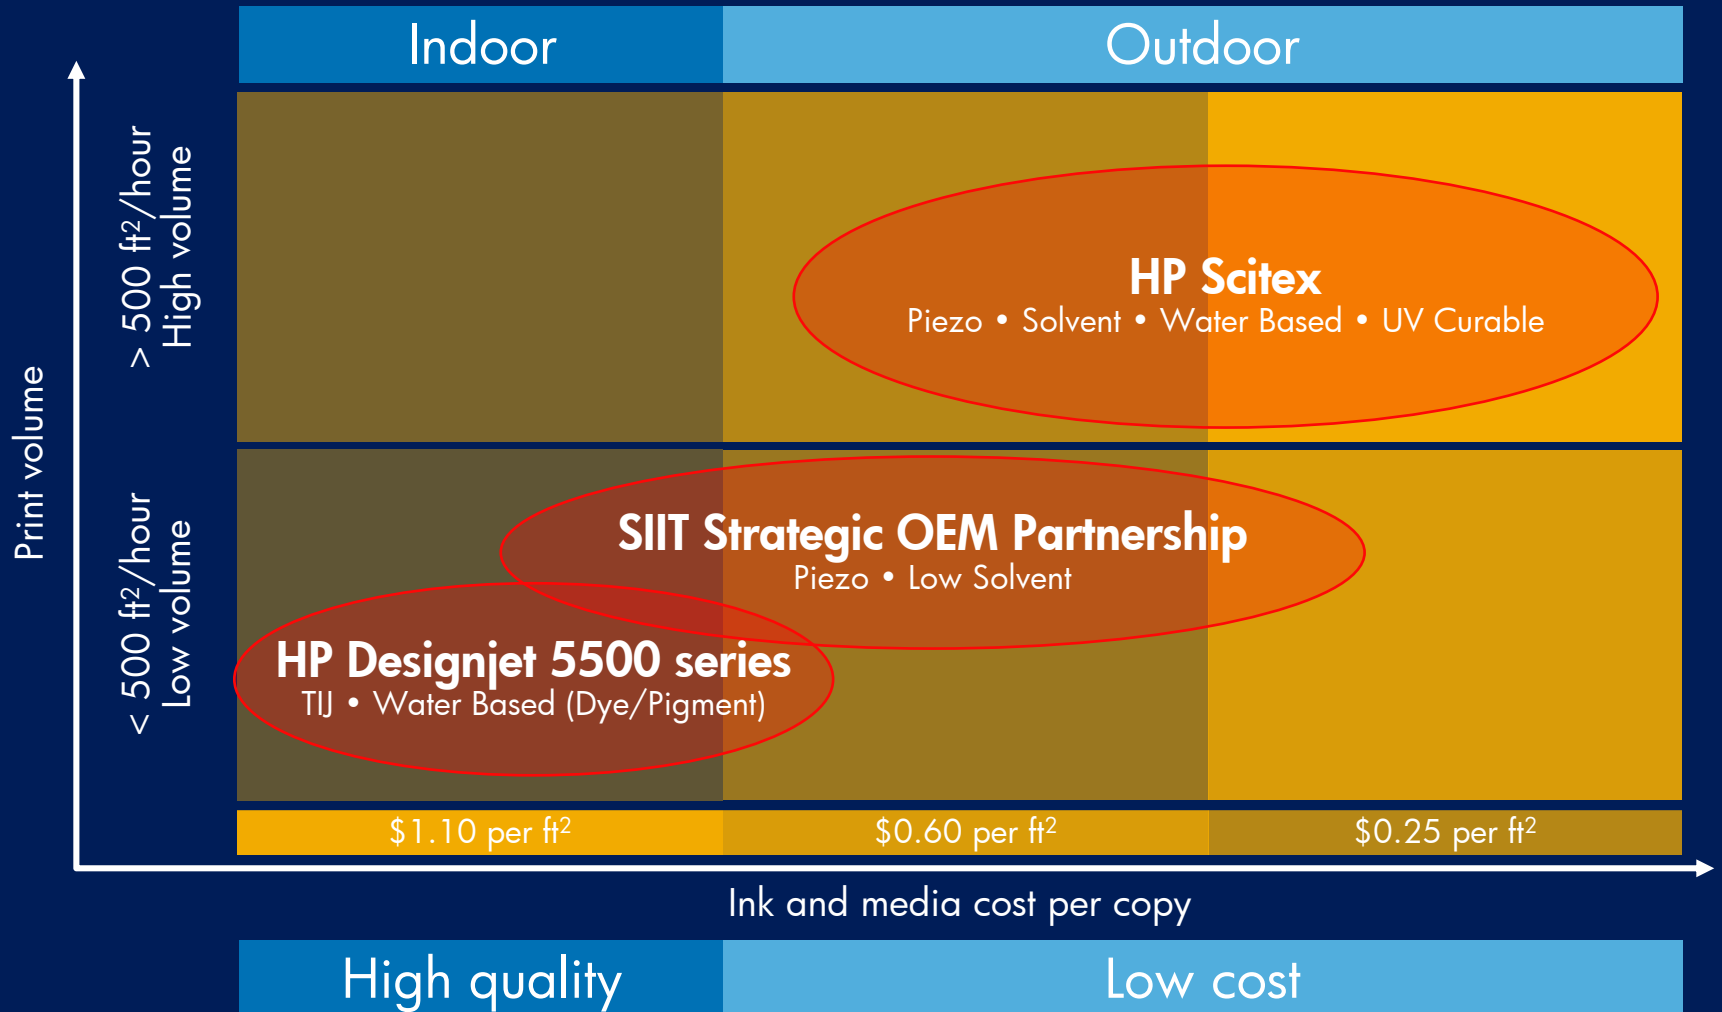 Indoor
Outdoor
Print volume
> 500 ft²/hour
High volume
< 500 ft²/hour
Low volume
HP Scitex
Piezo • Solvent • Water Based • UV Curable
SIIT Strategic OEM Partnership
Piezo • Low Solvent
HP Designjet 5500 series
TIJ • Water Based (Dye/Pigment)
$1.10 per ft²
$0.60 per ft²
$0.25 per ft²
Ink and media cost per copy
High quality
Low cost